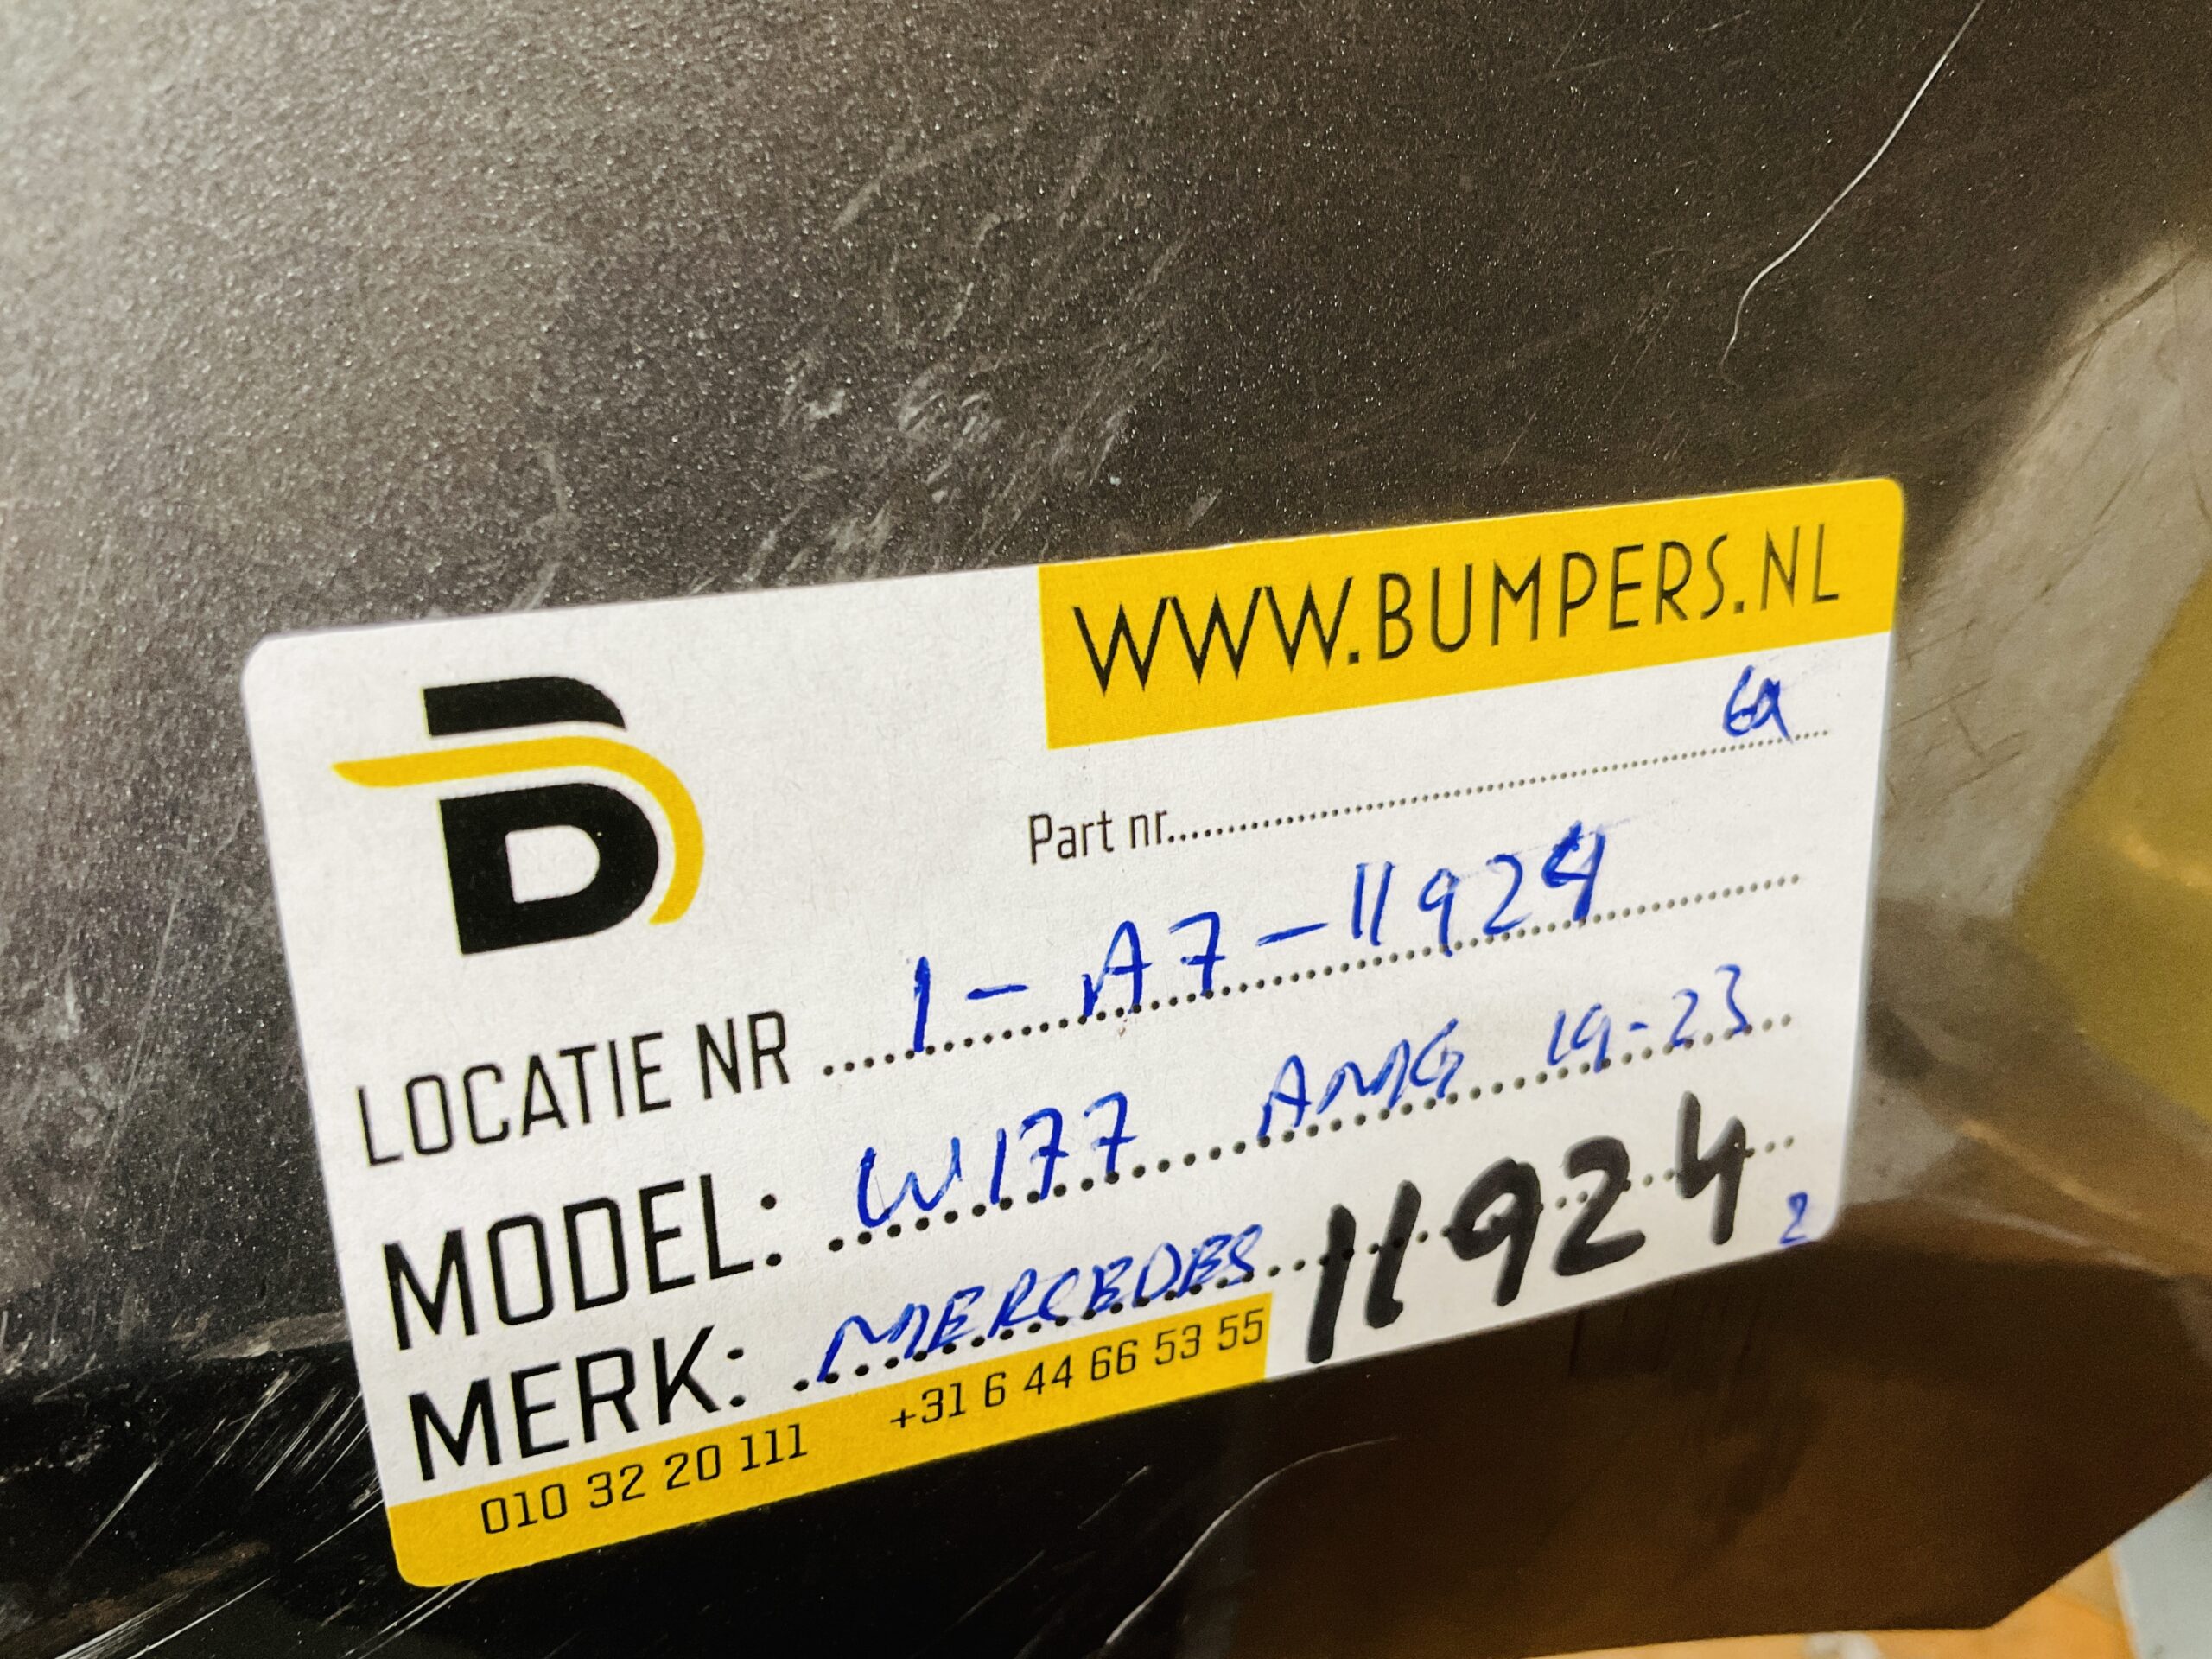 WWW.BUMPERS.NL
B
Part nr..........
LOCATIE NR 1-A7-11924
MODEL: W177 AMG 19-23
MERK: MERCEDES 11924
2
010 32 20 111 +31 6 44 66 53 55